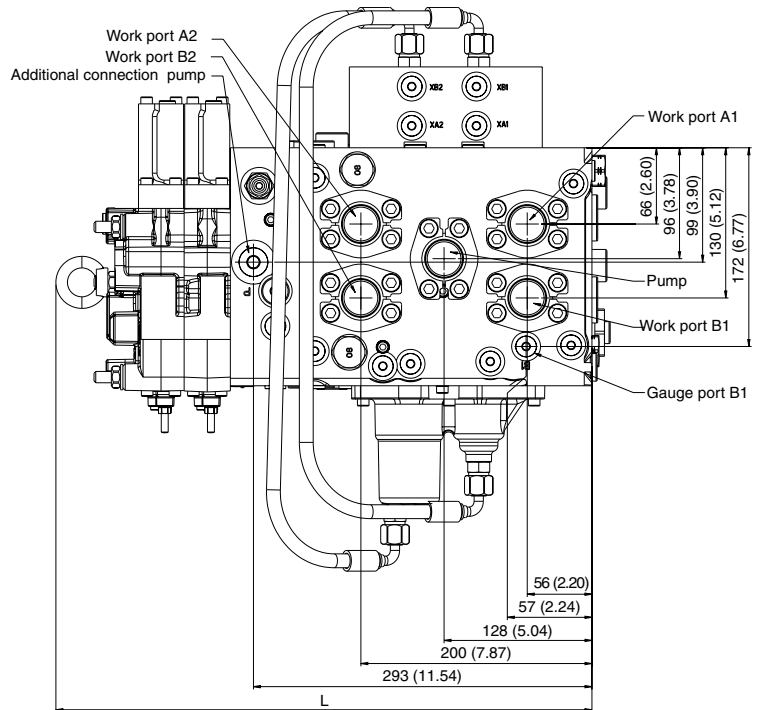 Work port A2
Work port B2
Additional connection pump
XB2
XB1
XA2
XA1
Work port A1
Pump
Work port B1
Gauge port B1
66 (2.60)
96 (3.78)
99 (3.90)
130 (5.12)
172 (6.77)
56 (2.20)
57 (2.24)
128 (5.04)
200 (7.87)
293 (11.54)
L